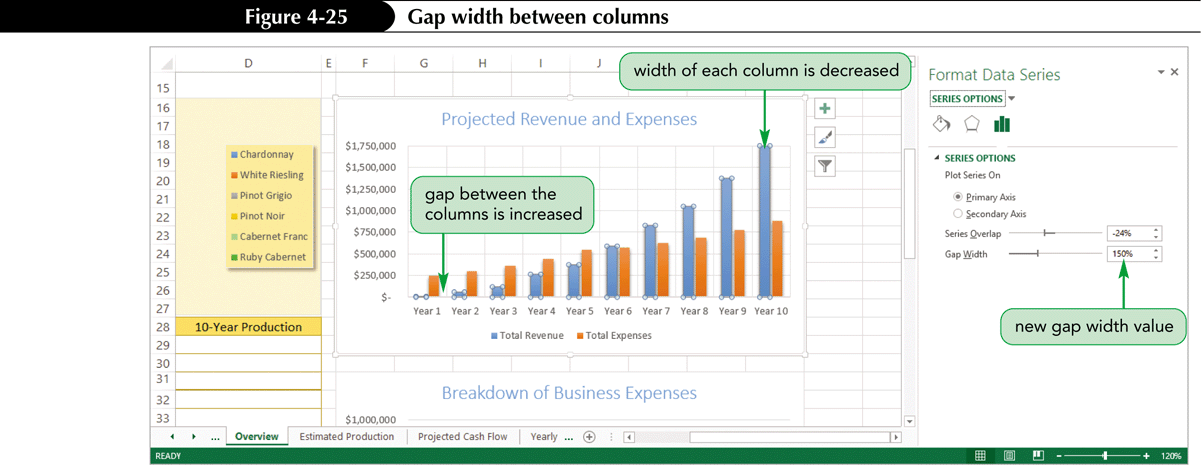 Figure 4-25 Gap width between columns
D E F G H I J
width of each column is decreased
Format Data Series
SERIES OPTIONS
15
16
17
18
19
20
21
22
23
24
25
26
27
28
29
30
31
32
33
Chardonnay
White Riesling
Pinot Grigio
Pinot Noir
Cabernet Franc
Ruby Cabernet
10-Year Production
Projected Revenue and Expenses
$1,750,000
$1,500,000
$1,250,000
$1,000,000
$750,000
$500,000
$250,000
$-
gap between the
columns is increased
Year 1 Year 2 Year 3 Year 4 Year 5 Year 6 Year 7 Year 8 Year 9 Year 10
Total Revenue Total Expenses
Breakdown of Business Expenses
$1,000,000
SERIES OPTIONS
Plot Series On
Primary Axis
Secondary Axis
Series Overlap -24%
Gap Width 150%
new gap width value
... Overview Estimated Production Projected Cash Flow Yearly ...
READY 120%